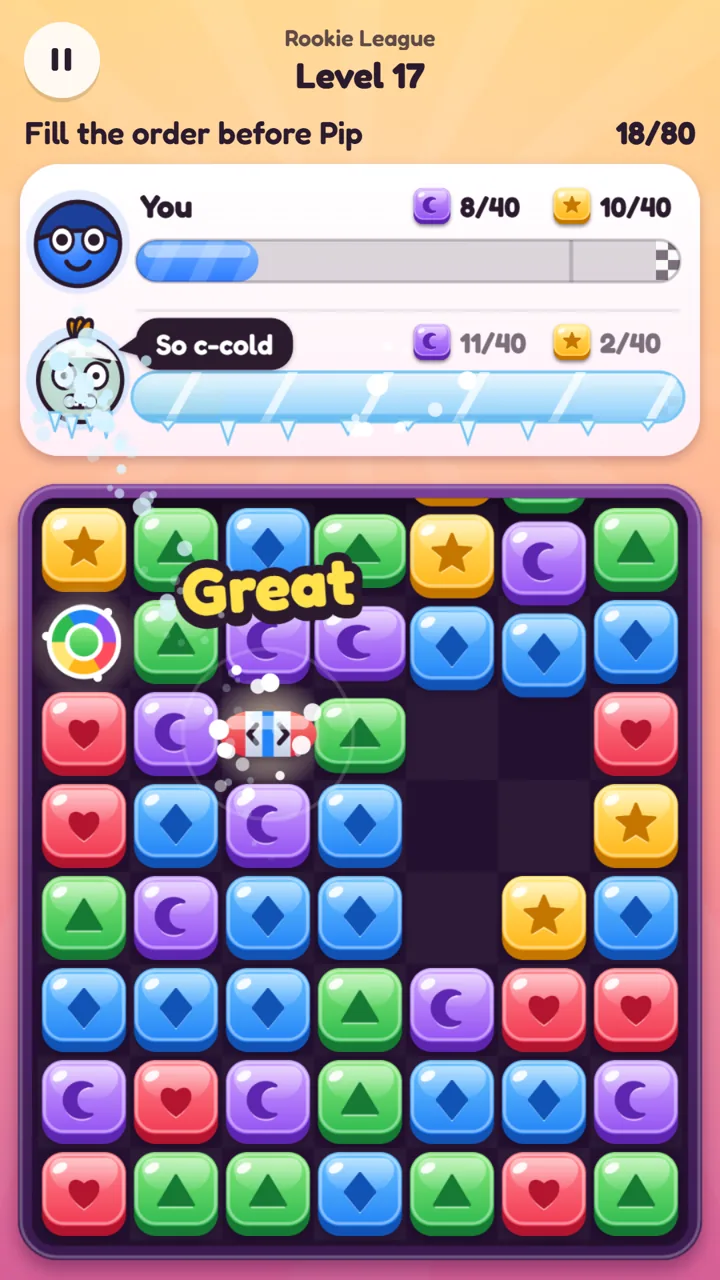 Rookie League
Level 17
Fill the order before Pip 18/80
You 8/40 10/40
So c-cold 11/40 2/40
Great